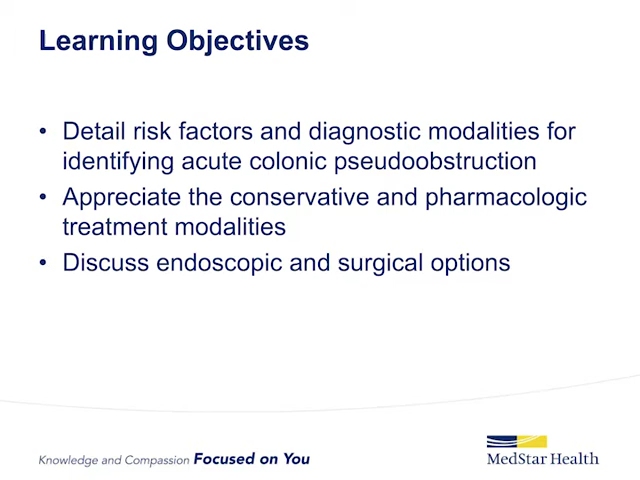 Learning Objectives
• Detail risk factors and diagnostic modalities for
identifying acute colonic pseudoobstruction
• Appreciate the conservative and pharmacologic
treatment modalities
• Discuss endoscopic and surgical options
Knowledge and Compassion Focused on You
MedStar Health